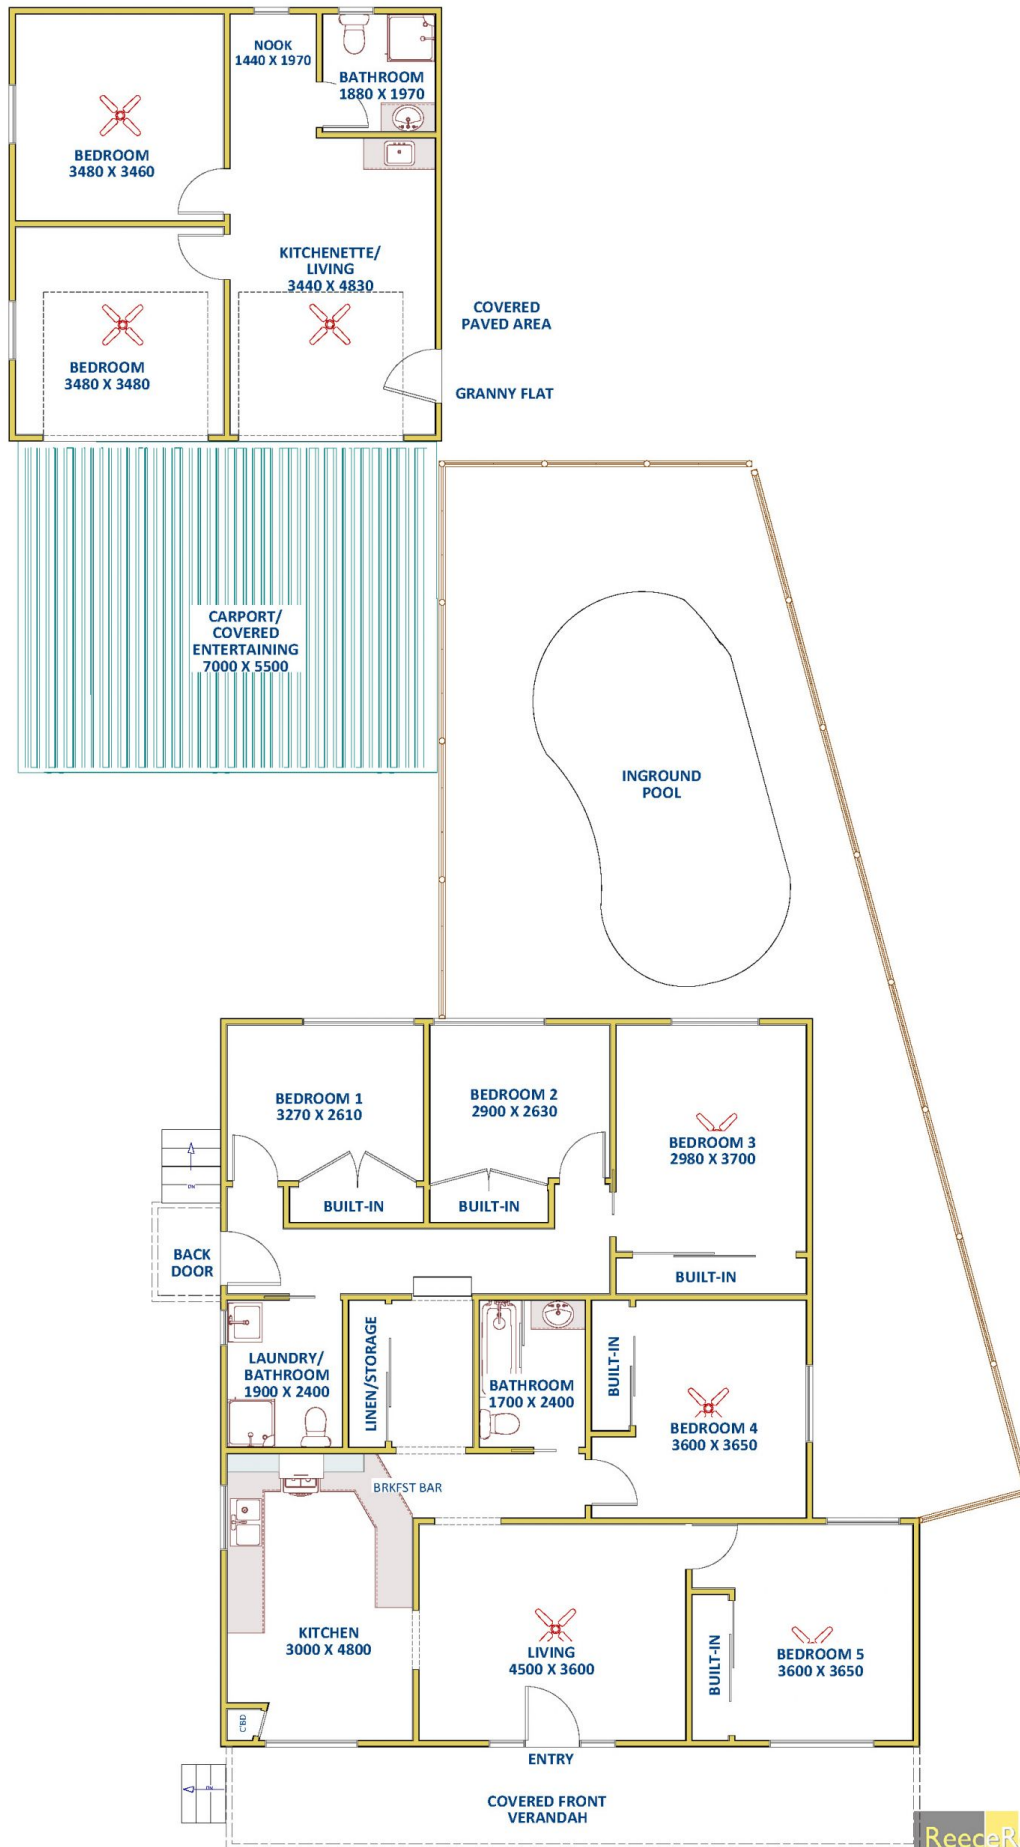 NOOK
1440 X 1970
BATHROOM
1880 X 1970
BEDROOM
3480 X 3460
KITCHENETTE/
LIVING
3440 X 4830
COVERED
PAVED AREA
BEDROOM
3480 X 3480
GRANNY FLAT
CARPORT/
COVERED
ENTERTAINING
7000 X 5500
INGROUND
POOL
BEDROOM 1
3270 X 2610
BEDROOM 2
2900 X 2630
BEDROOM 3
2980 X 3700
DN
BUILT-IN
BUILT-IN
BACK
DOOR
BUILT-IN
LAUNDRY/
BATHROOM
1900 X 2400
LINEN/STORAGE
BATHROOM
1700 X 2400
BUILT-IN
BEDROOM 4
3600 X 3650
BRKFST BAR
KITCHEN
3000 X 4800
LIVING
4500 X 3600
BUILT-IN
BEDROOM 5
3600 X 3650
C'BD
ENTRY
DN
COVERED FRONT
VERANDAH
ReeceR